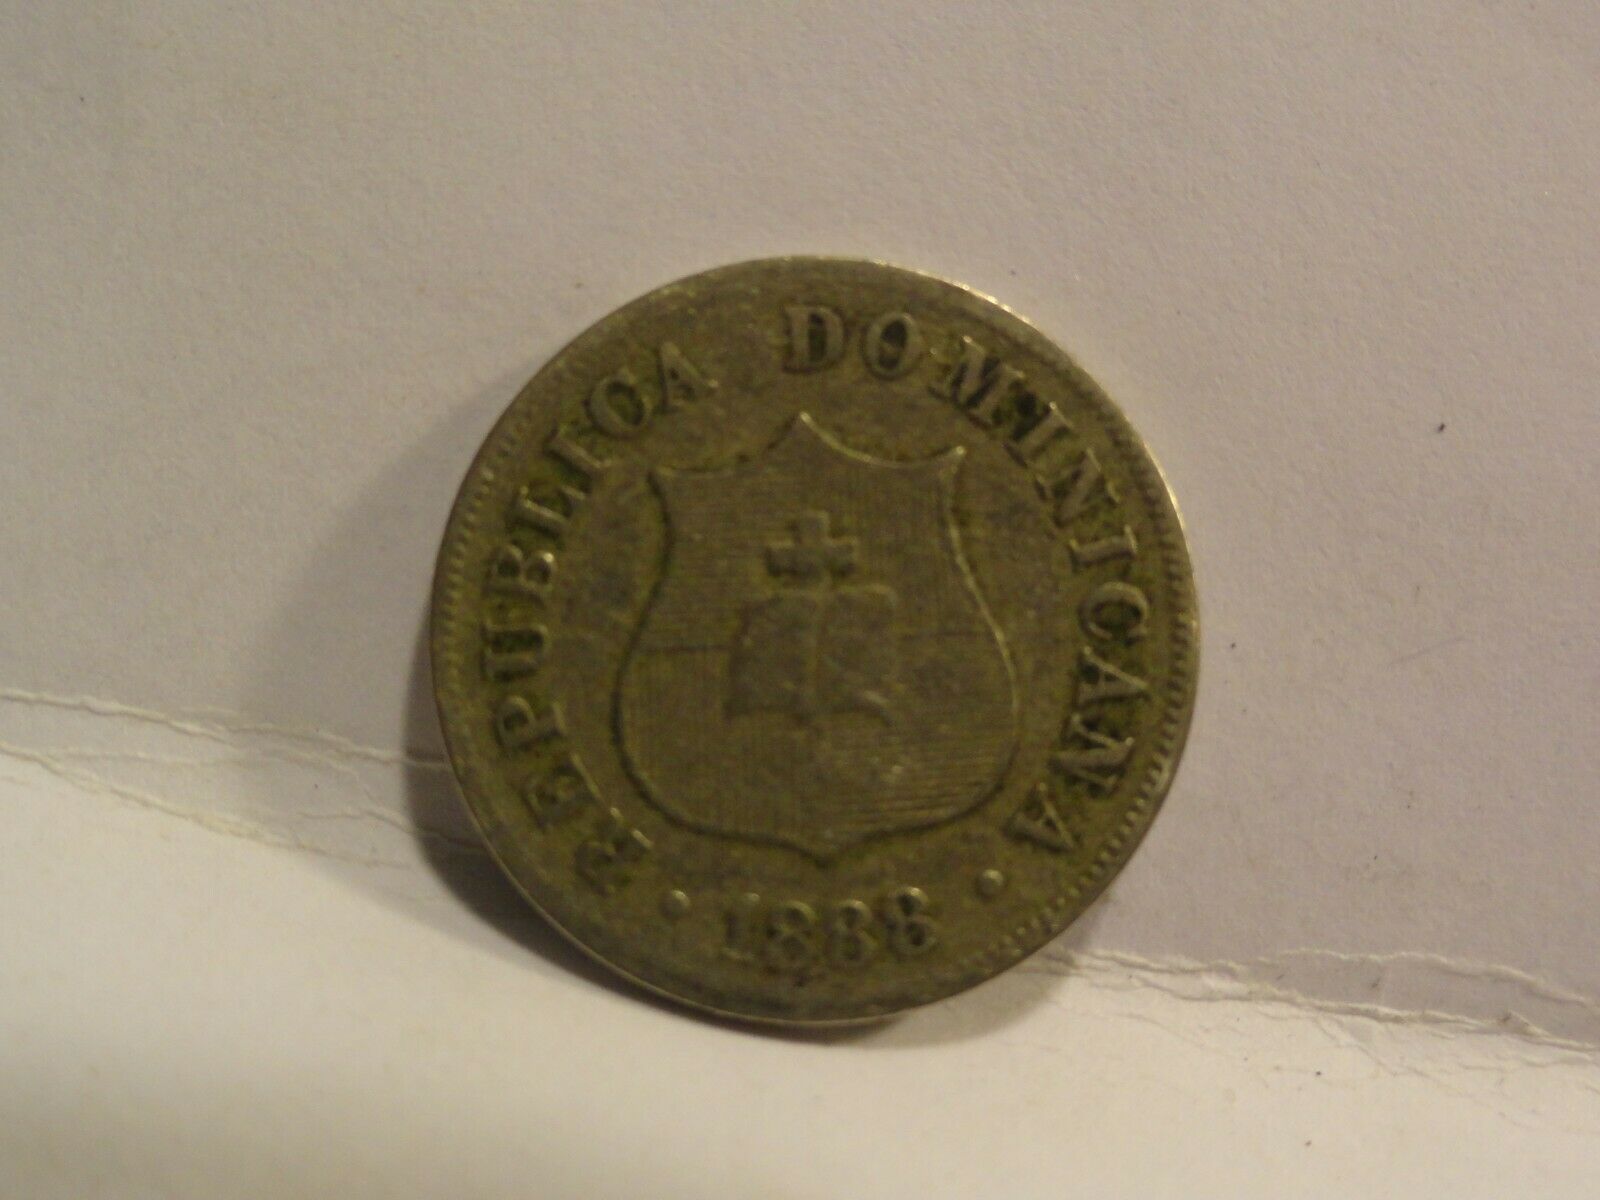 REPUBLICA DOMINICANA
• 1888 •